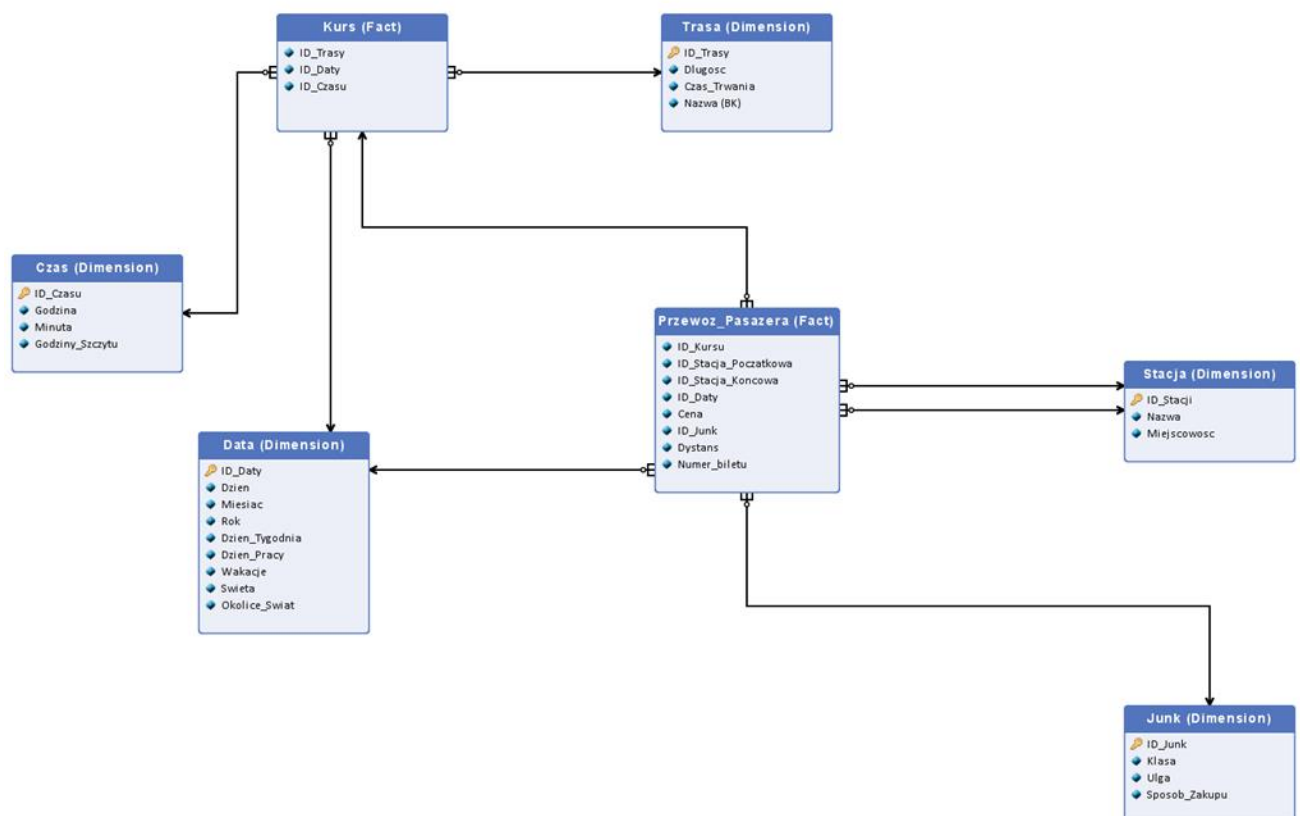 Kurs (Fact)
ID_Trasy
ID_Daty
ID_Czasu
Trasa (Dimension)
ID_Trasy
Dlugosc
Czas_Trwania
Nazwa (BK)
Czas (Dimension)
ID_Czasu
Godzina
Minuta
Godziny_Szczytu
Przewoz_Pasazera (Fact)
ID_Kursu
ID_Stacja_Poczatkowa
ID_Stacja_Koncowa
ID_Daty
Cena
ID_Junk
Dystans
Numer_biletu
Stacja (Dimension)
ID_Stacji
Nazwa
Miejscowosc
Data (Dimension)
ID_Daty
Dzien
Miesiac
Rok
Dzien_Tygodnia
Dzien_Pracy
Wakacje
Swieta
Okolice_Swiat
Junk (Dimension)
ID_Junk
Klasa
Ulga
Sposob_Zakupu